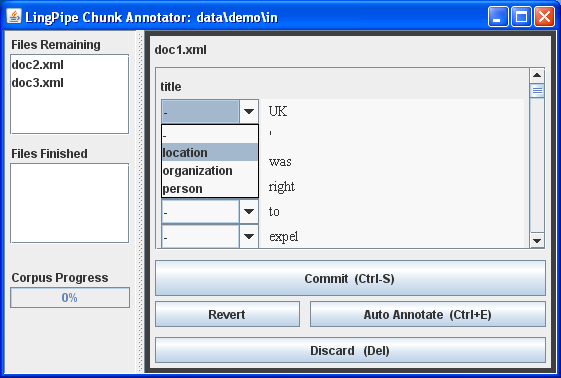 LingPipe Chunk Annotator: data\demo\in
Files Remaining
doc2.xml
doc3.xml
Files Finished
Corpus Progress
0%
doc1.xml
title
- UK
- '
location was
organization
person right
- to
- expel
Commit (Ctrl-S)
Revert Auto Annotate (Ctrl+E)
Discard (Del)